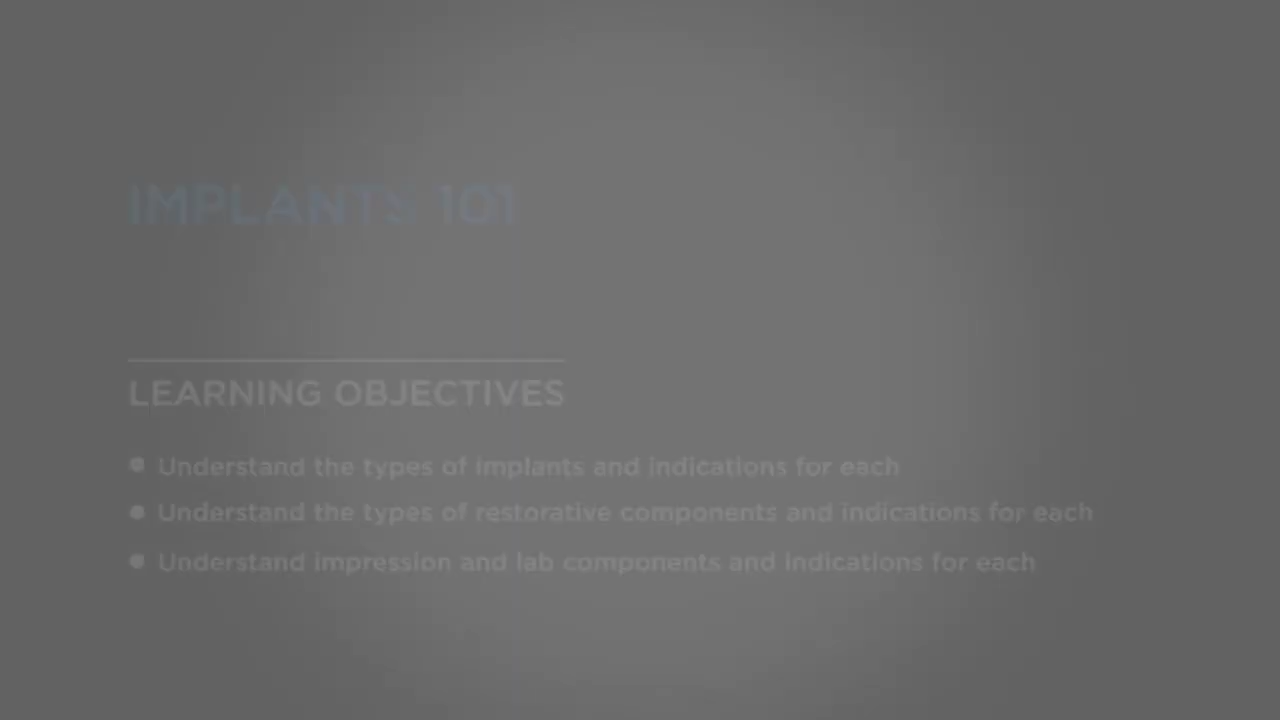 IMPLANTS 101
LEARNING OBJECTIVES
• Understand the types of implants and indications for each
• Understand the types of restorative components and indications for each
• Understand impression and lab components and indications for each